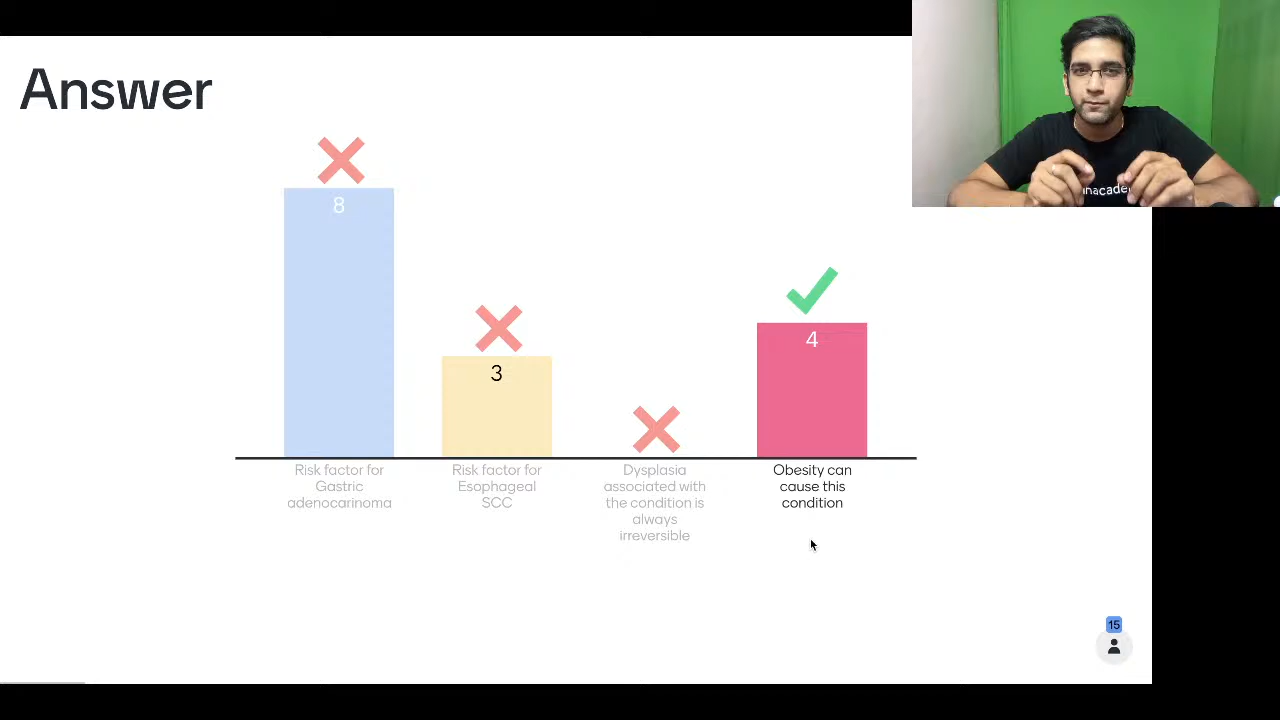 Answer
8
3
4
Risk factor for
Gastric
adenocarinoma
Risk factor for
Esophageal
SCC
Dysplasia
associated with
the condition is
always
irreversible
Obesity can
cause this
condition
15